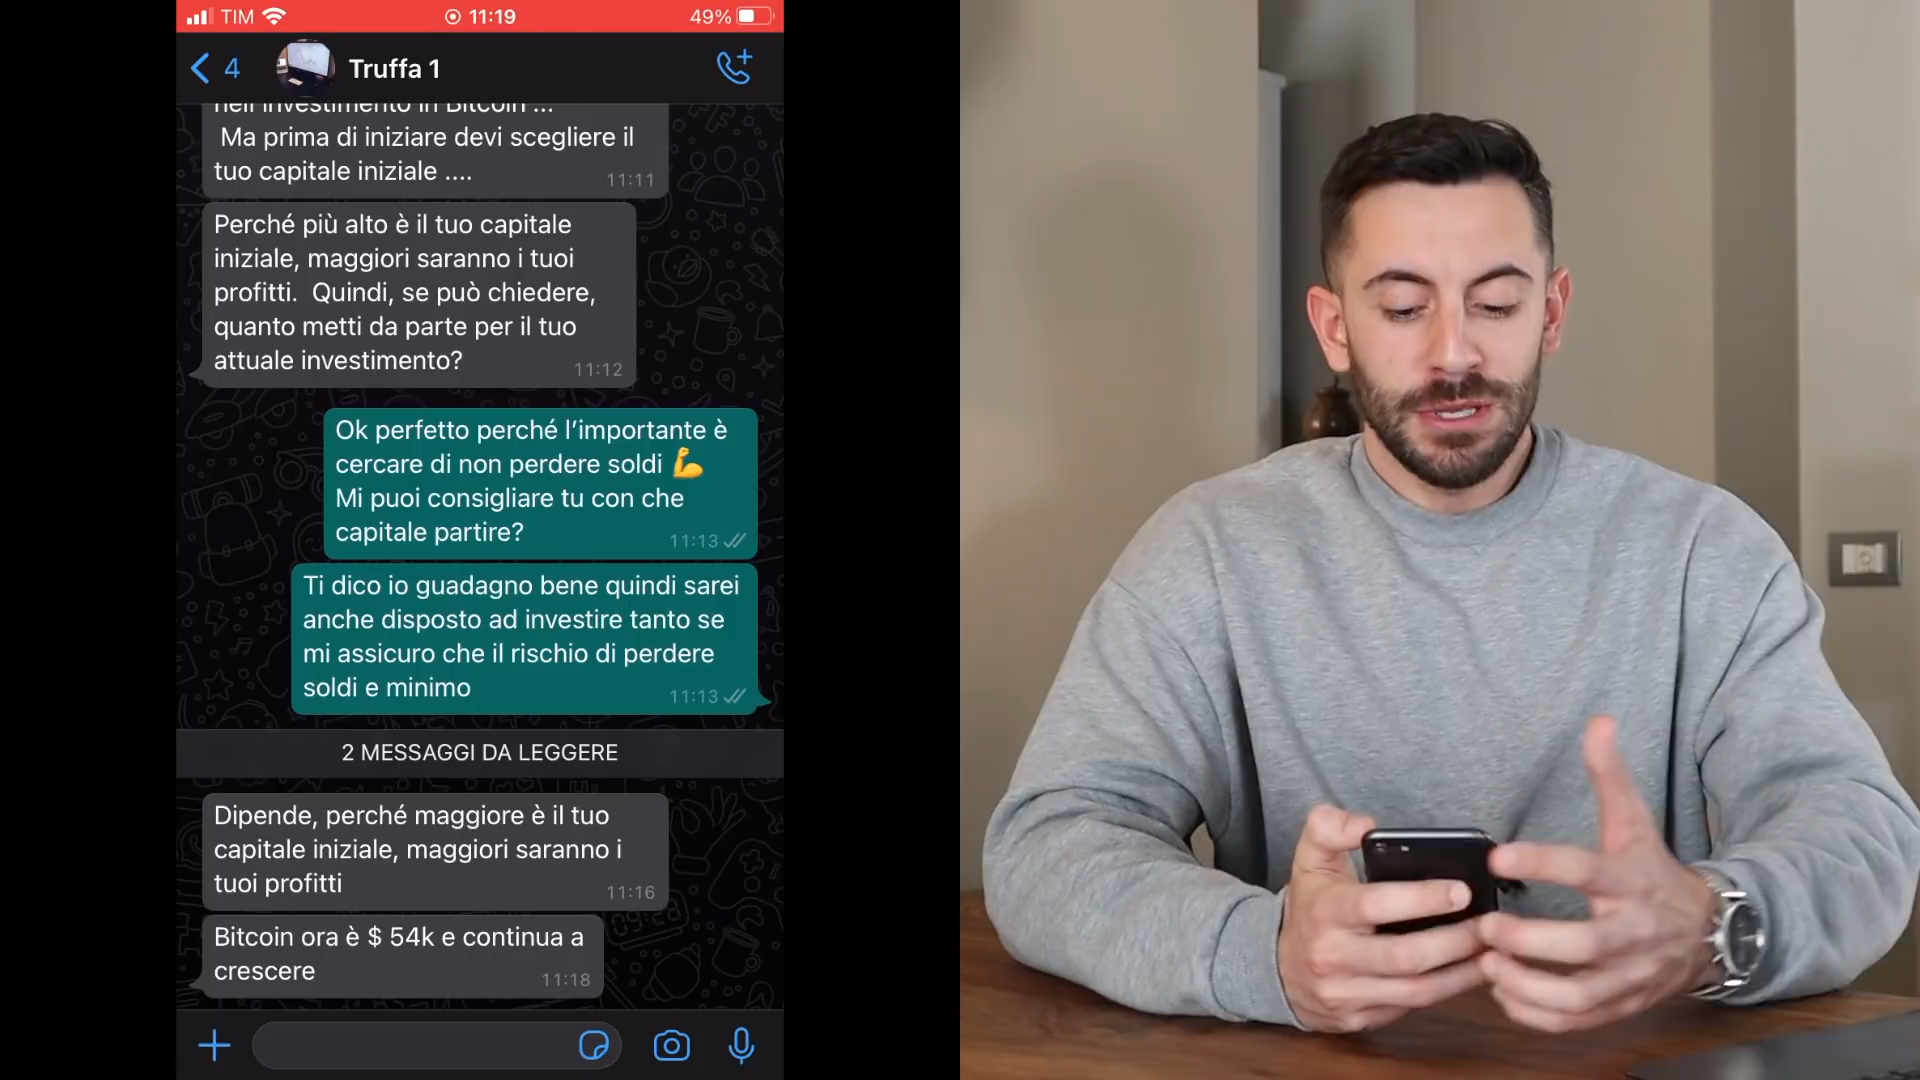 TIM 11:19 49%
4 Truffa 1
nell'investimento in Bitcoin ...
Ma prima di iniziare devi scegliere il
tuo capitale iniziale ....
11:11
Perché più alto è il tuo capitale
iniziale, maggiori saranno i tuoi
profitti. Quindi, se può chiedere,
quanto metti da parte per il tuo
attuale investimento?
11:12
Ok perfetto perché l'importante è
cercare di non perdere soldi 💪
Mi puoi consigliare tu con che
capitale partire?
11:13
Ti dico io guadagno bene quindi sarei
anche disposto ad investire tanto se
mi assicuro che il rischio di perdere
soldi e minimo
11:13
2 MESSAGGI DA LEGGERE
Dipende, perché maggiore è il tuo
capitale iniziale, maggiori saranno i
tuoi profitti
11:16
Bitcoin ora è $ 54k e continua a
crescere
11:18